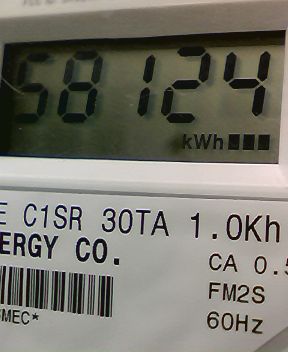 58124
kWh
E C1SR 30TA 1.0Kh
ERGY CO.
CA 0.5
FM2S
MEC*
60Hz